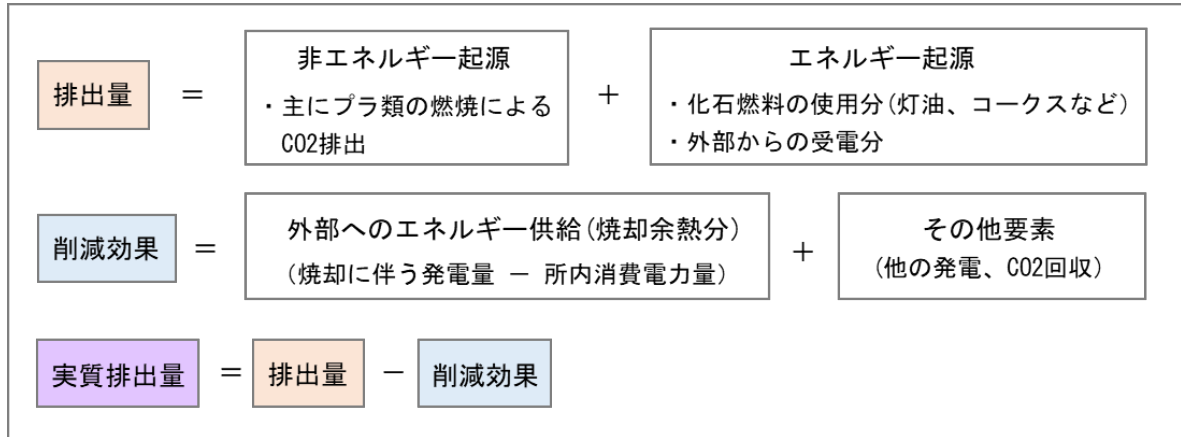 排出量 = 非エネルギー起源 + エネルギー起源
・主にプラ類の燃焼による
CO2排出
・化石燃料の使用分(灯油、コークスなど)
・外部からの受電分
削減効果 = 外部へのエネルギー供給(焼却余熱分) + その他要素
(焼却に伴う発電量 － 所内消費電力量)
(他の発電、CO2回収)
実質排出量 = 排出量 － 削減効果